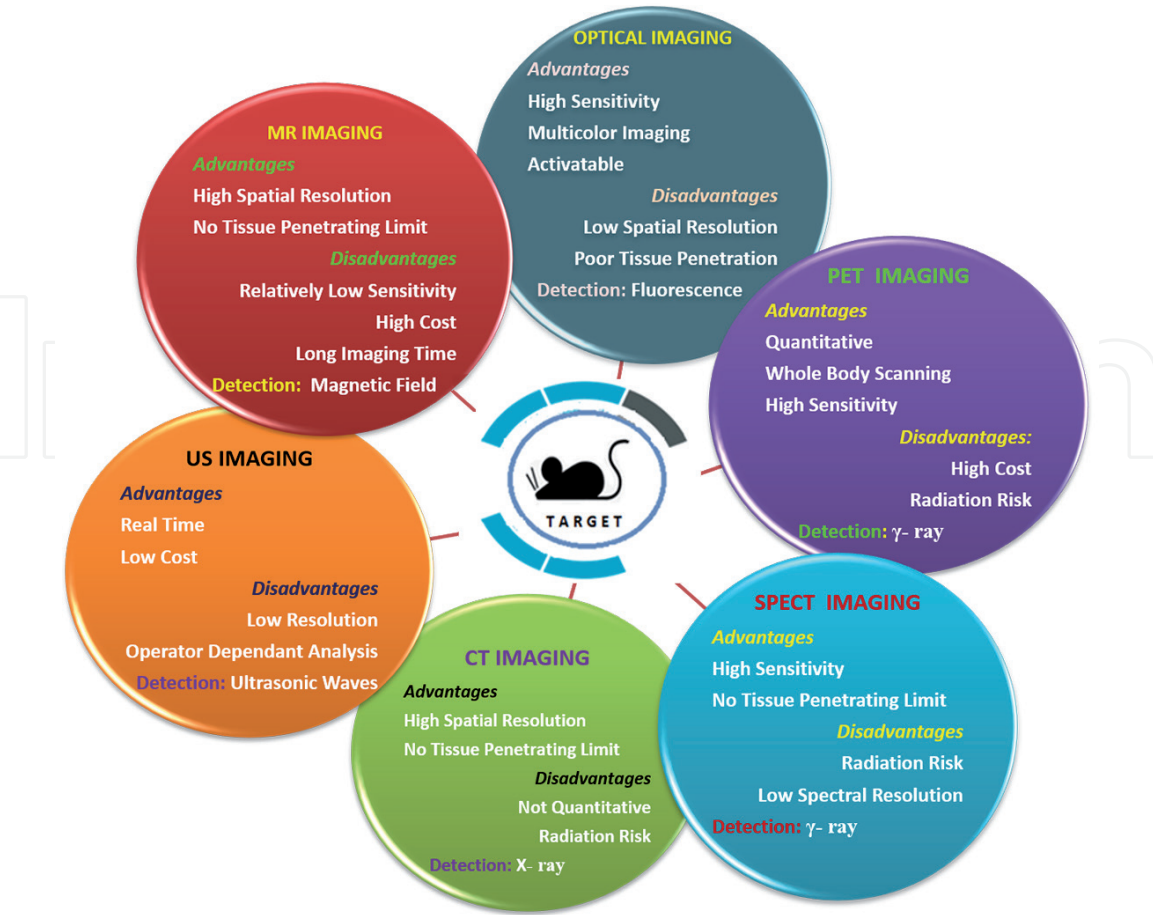 OPTICAL IMAGING
Advantages
High Sensitivity
Multicolor Imaging
Activatable
Disadvantages
Low Spatial Resolution
Poor Tissue Penetration
Detection: Fluorescence
MR IMAGING
Advantages
High Spatial Resolution
No Tissue Penetrating Limit
Disadvantages
Relatively Low Sensitivity
High Cost
Long Imaging Time
Detection: Magnetic Field
PET IMAGING
Advantages
Quantitative
Whole Body Scanning
High Sensitivity
Disadvantages:
High Cost
Radiation Risk
Detection: γ- ray
US IMAGING
Advantages
Real Time
Low Cost
Disadvantages
Low Resolution
Operator Dependant Analysis
Detection: Ultrasonic Waves
TARGET
SPECT IMAGING
Advantages
High Sensitivity
No Tissue Penetrating Limit
Disadvantages
Radiation Risk
Low Spectral Resolution
Detection: γ- ray
CT IMAGING
Advantages
High Spatial Resolution
No Tissue Penetrating Limit
Disadvantages
Not Quantitative
Radiation Risk
Detection: X- ray